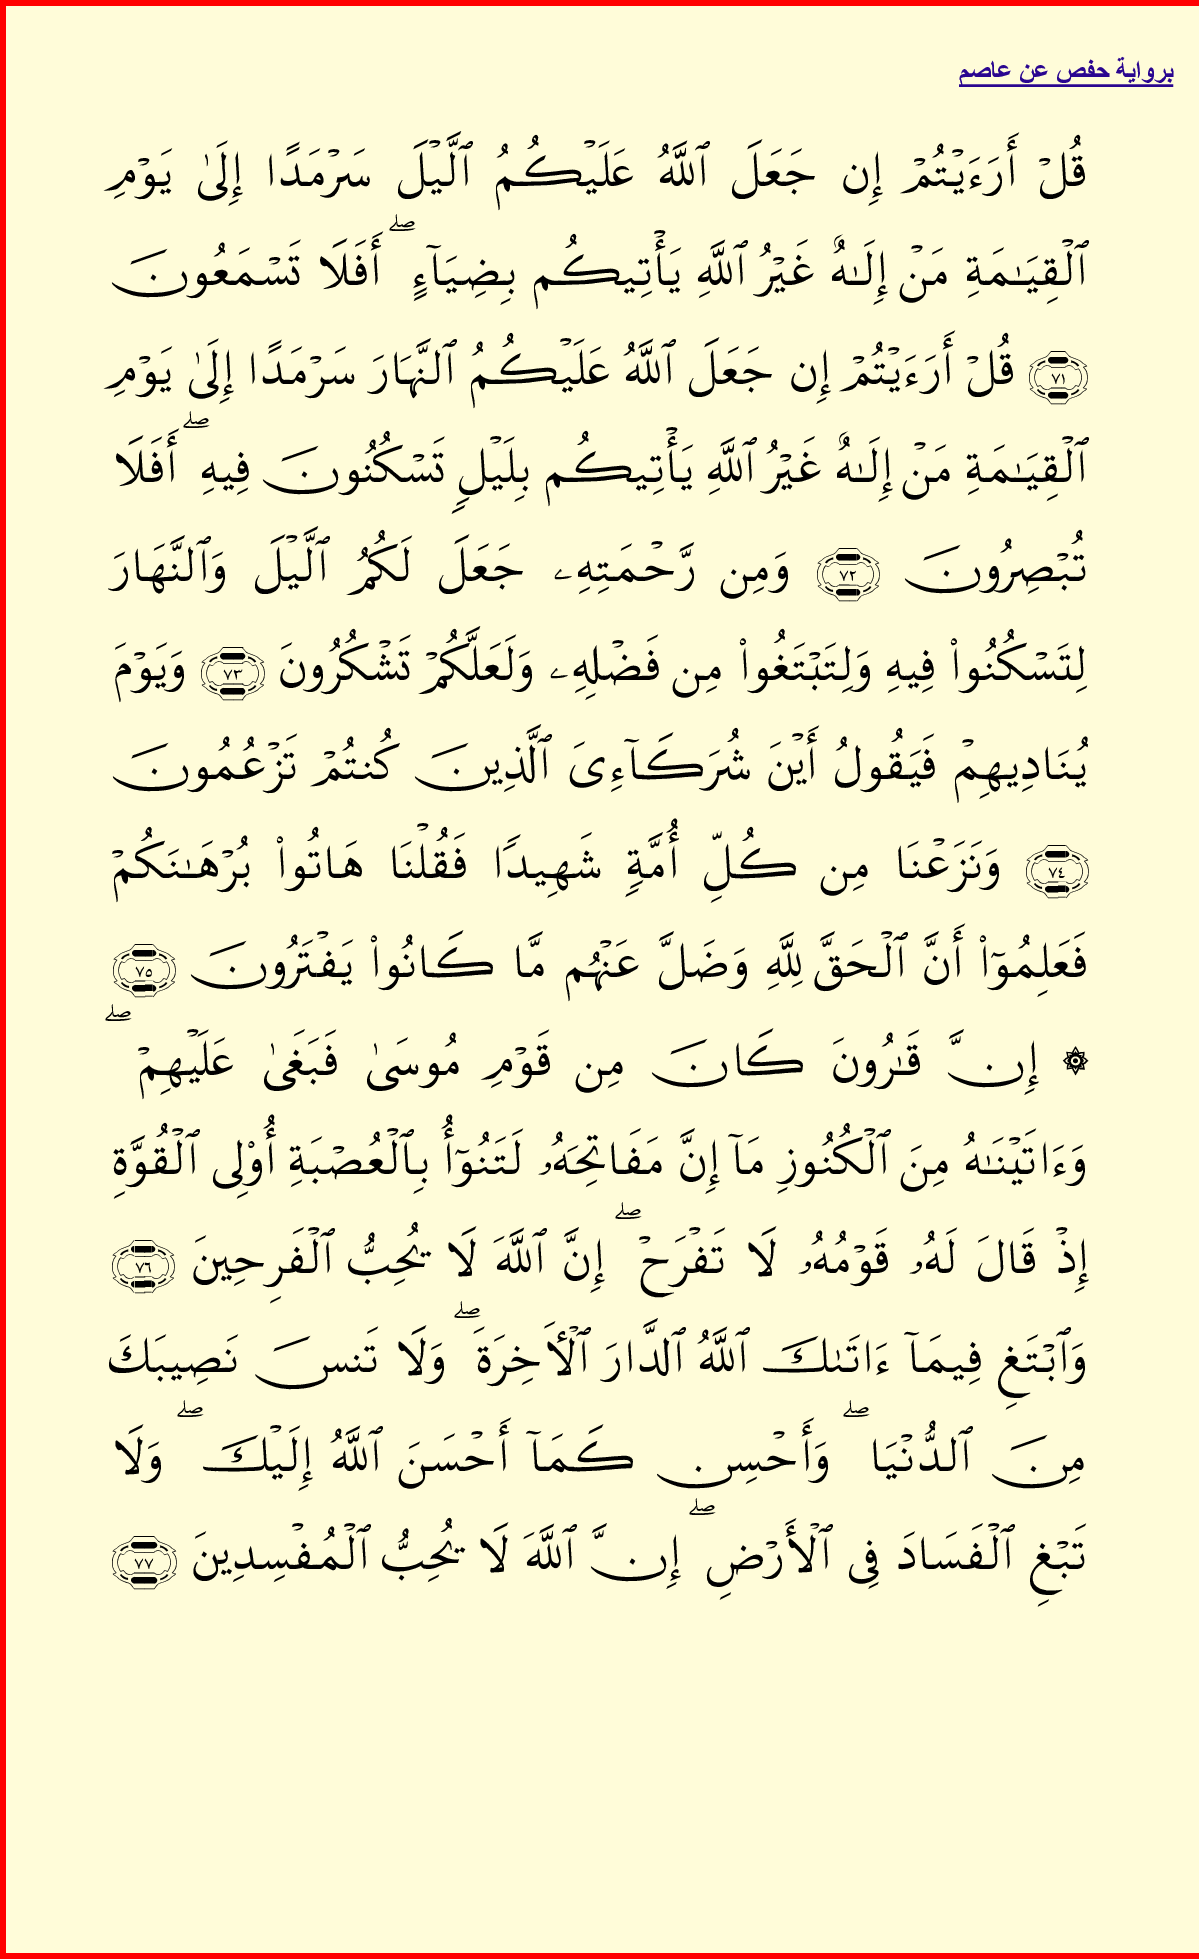 برواية حفص عن عاصم
قُلۡ أَرَءَيۡتُمۡ إِن جَعَلَ ٱللَّهُ عَلَيۡكُمُ ٱلَّيۡلَ سَرۡمَدًا إِلَىٰ يَوۡمِ
ٱلۡقِيَٰمَةِ مَنۡ إِلَٰهٌ غَيۡرُ ٱللَّهِ يَأۡتِيكُم بِضِيَآءٍۖ أَفَلَا تَسۡمَعُونَ
٧١ قُلۡ أَرَءَيۡتُمۡ إِن جَعَلَ ٱللَّهُ عَلَيۡكُمُ ٱلنَّهَارَ سَرۡمَدًا إِلَىٰ يَوۡمِ
ٱلۡقِيَٰمَةِ مَنۡ إِلَٰهٌ غَيۡرُ ٱللَّهِ يَأۡتِيكُم بِلَيۡلٖ تَسۡكُنُونَ فِيهِۖ أَفَلَا
تُبۡصِرُونَ ٧٢ وَمِن رَّحۡمَتِهِۦ جَعَلَ لَكُمُ ٱلَّيۡلَ وَٱلنَّهَارَ
لِتَسۡكُنُواْ فِيهِ وَلِتَبۡتَغُواْ مِن فَضۡلِهِۦ وَلَعَلَّكُمۡ تَشۡكُرُونَ ٧٣ وَيَوۡمَ
يُنَادِيهِمۡ فَيَقُولُ أَيۡنَ شُرَكَآءِىَ ٱلَّذِينَ كُنتُمۡ تَزۡعُمُونَ
٧٤ وَنَزَعۡنَا مِن كُلِّ أُمَّةٖ شَهِيدٗا فَقُلۡنَا هَاتُواْ بُرۡهَٰنَكُمۡ
فَعَلِمُوٓاْ أَنَّ ٱلۡحَقَّ لِلَّهِ وَضَلَّ عَنۡهُم مَّا كَانُواْ يَفۡتَرُونَ ٧٥
۞ إِنَّ قَٰرُونَ كَانَ مِن قَوۡمِ مُوسَىٰ فَبَغَىٰ عَلَيۡهِمۡۖ
وَءَاتَيۡنَٰهُ مِنَ ٱلۡكُنُوزِ مَآ إِنَّ مَفَاتِحَهُۥ لَتَنُوٓأُ بِٱلۡعُصۡبَةِ أُوْلِى ٱلۡقُوَّةِ
إِذۡ قَالَ لَهُۥ قَوۡمُهُۥ لَا تَفۡرَحۡۖ إِنَّ ٱللَّهَ لَا يُحِبُّ ٱلۡفَرِحِينَ ٧٦
وَٱبۡتَغِ فِيمَآ ءَاتَىٰكَ ٱللَّهُ ٱلدَّارَ ٱلۡأٓخِرَةَۖ وَلَا تَنسَ نَصِيبَكَ
مِنَ ٱلدُّنۡيَاۖ وَأَحۡسِن كَمَآ أَحۡسَنَ ٱللَّهُ إِلَيۡكَۖ وَلَا
تَبۡغِ ٱلۡفَسَادَ فِى ٱلۡأَرۡضِۖ إِنَّ ٱللَّهَ لَا يُحِبُّ ٱلۡمُفۡسِدِينَ ٧٧